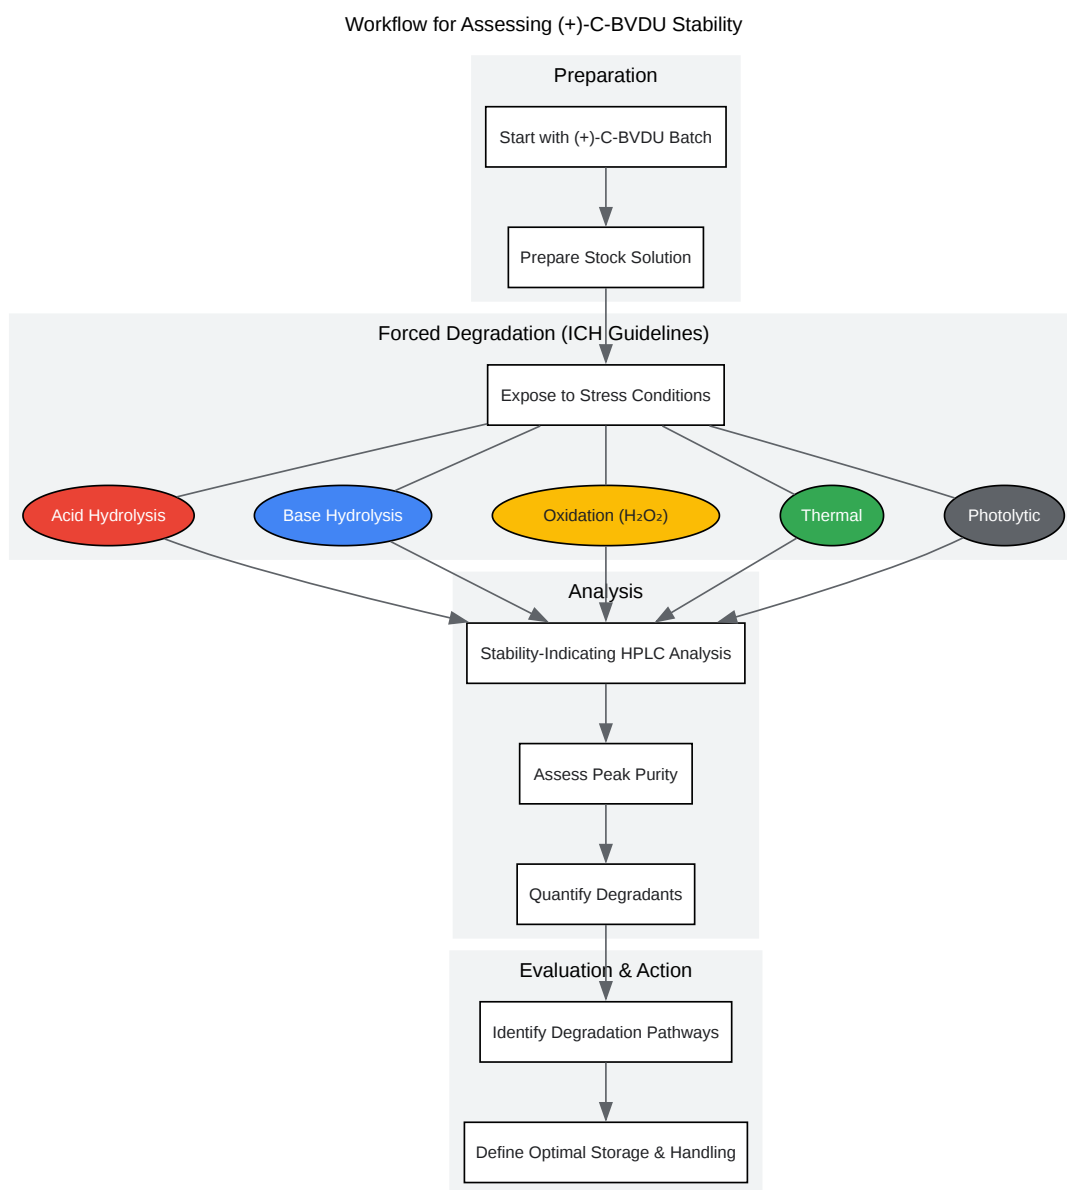 Workflow for Assessing (+)-C-BVDU Stability
Preparation
Start with (+)-C-BVDU Batch
Prepare Stock Solution
Forced Degradation (ICH Guidelines)
Expose to Stress Conditions
Acid Hydrolysis
Base Hydrolysis
Oxidation (H₂O₂)
Thermal
Photolytic
Analysis
Stability-Indicating HPLC Analysis
Assess Peak Purity
Quantify Degradants
Evaluation & Action
Identify Degradation Pathways
Define Optimal Storage & Handling